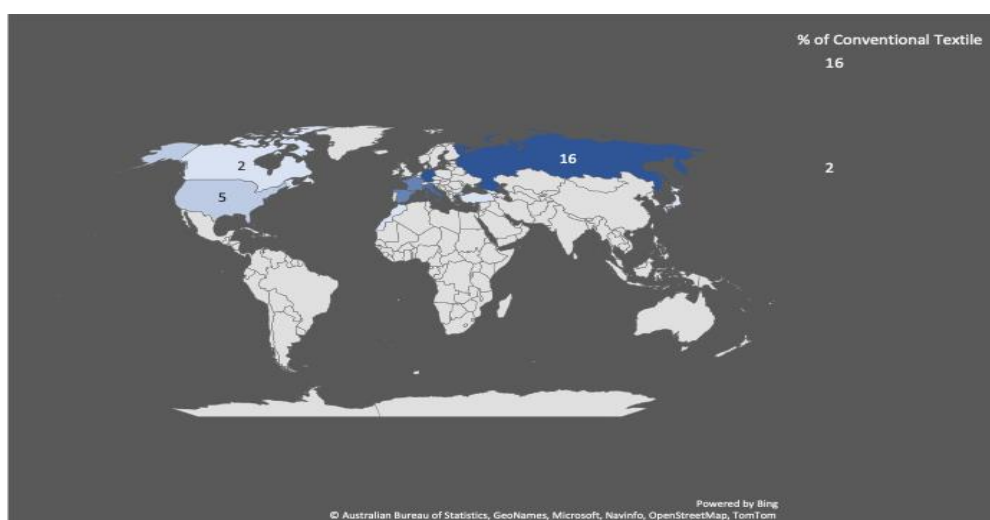 % of Conventional Textile
16
2
2
16
5
Powered by Bing
© Australian Bureau of Statistics, GeoNames, Microsoft, Navinfo, OpenStreetMap, TomTom